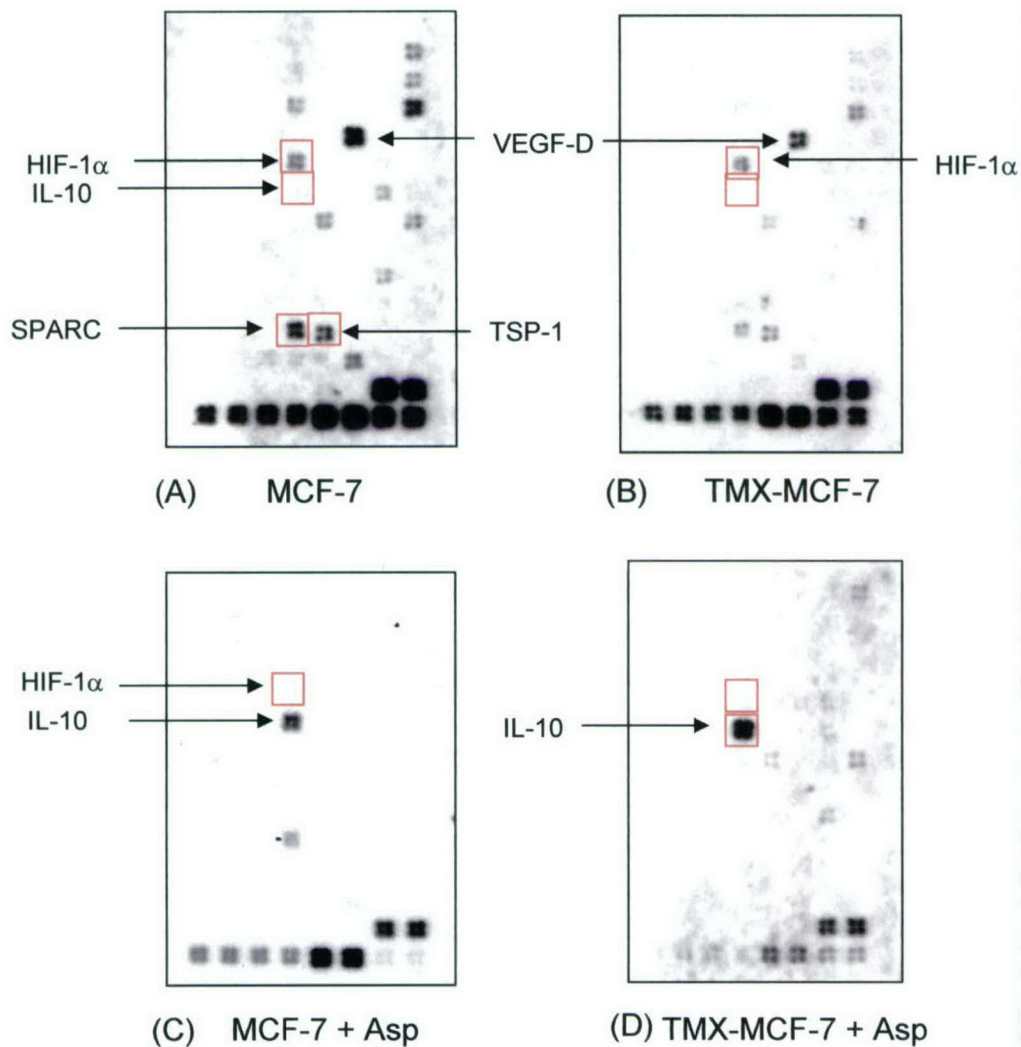 VEGF-D
HIF-1α
IL-10
HIF-1α
SPARC
TSP-1
(A) MCF-7
(B) TMX-MCF-7
HIF-1α
IL-10
IL-10
(C) MCF-7 + Asp
(D) TMX-MCF-7 + Asp